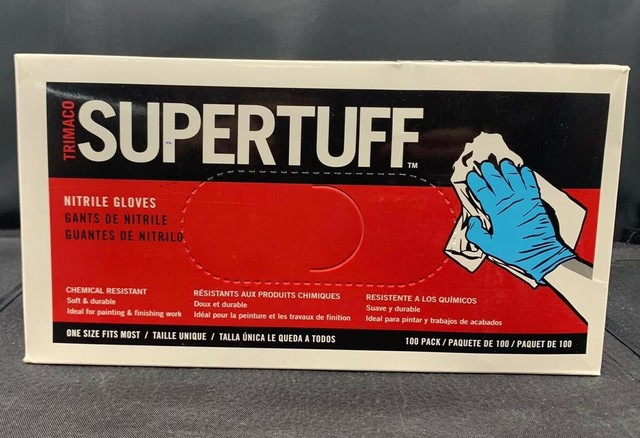 TRIMACO
SUPERTUFF™
NITRILE GLOVES
GANTS DE NITRILE
GUANTES DE NITRILO
CHEMICAL RESISTANT
Soft & durable
Ideal for painting & finishing work
RÉSISTANTS AUX PRODUITS CHIMIQUES
Doux et durable
Idéal pour la peinture et les travaux de finition
RESISTENTE A LOS QUÍMICOS
Suave y durable
Ideal para pintar y trabajos de acabados
ONE SIZE FITS MOST / TAILLE UNIQUE / TALLA ÚNICA LE QUEDA A TODOS
100 PACK / PAQUETE DE 100 / PAQUET DE 100